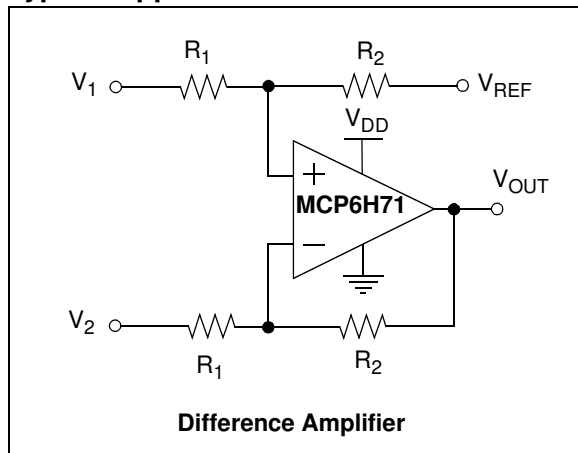 R1
R2
V1
VREF
VDD
VOUT
+
MCP6H71
−
V2
R1
R2
Difference Amplifier